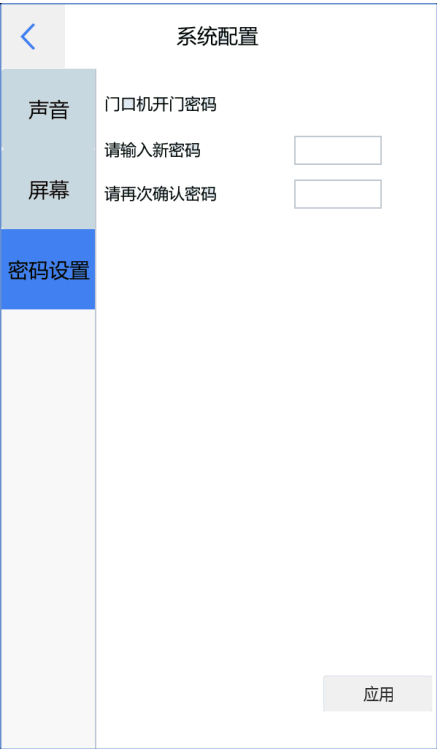 系统配置
声音
屏幕
密码设置
门口机开门密码
请输入新密码
请再次确认密码
应用